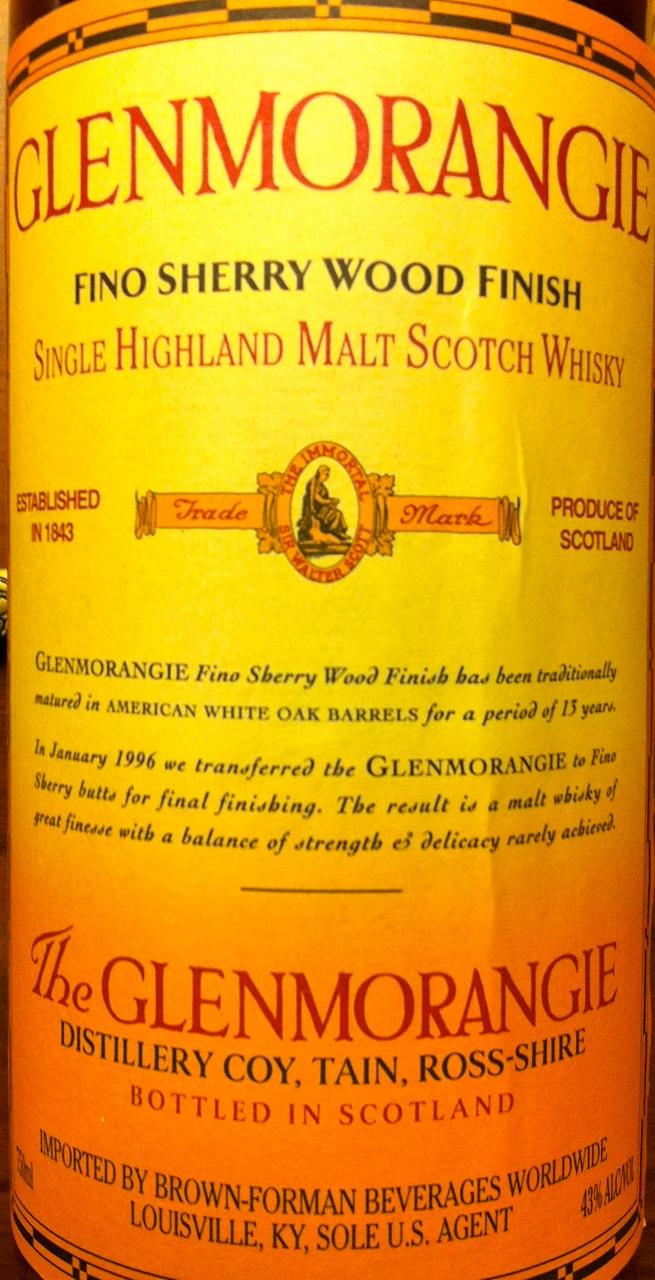 GLENMORANGIE
FINO SHERRY WOOD FINISH
SINGLE HIGHLAND MALT SCOTCH WHISKY
ESTABLISHED
IN 1843
Trade
THE IMMORTAL
SIR WALTER SCOTT
Mark
PRODUCE OF
SCOTLAND
GLENMORANGIE Fino Sherry Wood Finish has been traditionally
matured in AMERICAN WHITE OAK BARRELS for a period of 13 years.
In January 1996 we transferred the GLENMORANGIE to Fino
Sherry butts for final finishing. The result is a malt whisky of
great finesse with a balance of strength & delicacy rarely achieved.
The GLENMORANGIE
DISTILLERY COY, TAIN, ROSS-SHIRE
BOTTLED IN SCOTLAND
750ml
IMPORTED BY BROWN-FORMAN BEVERAGES WORLDWIDE
LOUISVILLE, KY, SOLE U.S. AGENT
43% ALC/VOL